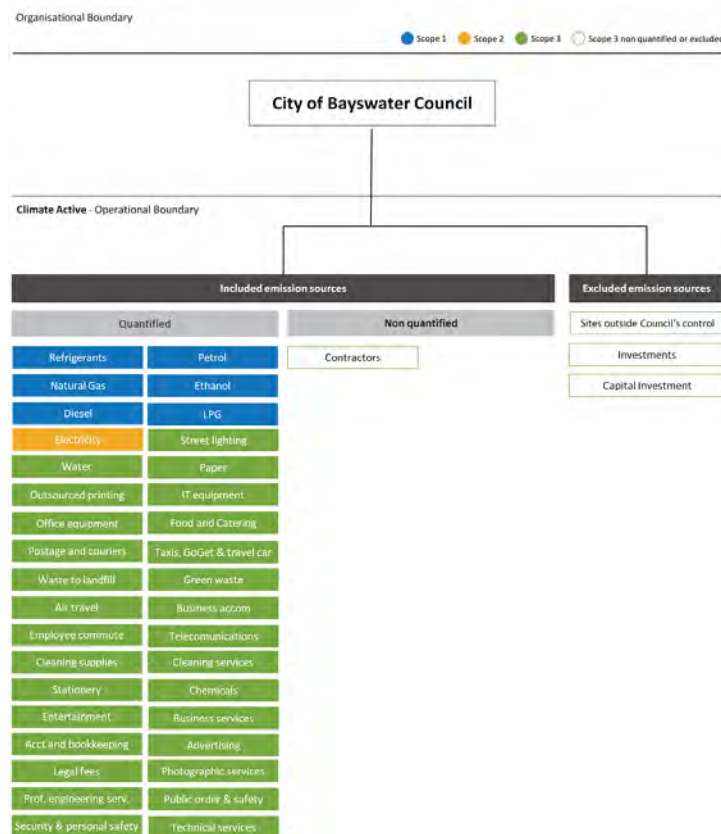 Organisational Boundary
Scope 1 Scope 2 Scope 3 Scope 3 non quantified or excluded
City of Bayswater Council
Climate Active - Operational Boundary
Included emission sources Excluded emission sources
Quantified Non quantified Sites outside Council's control
Refrigerants Petrol Contractors Investments
Natural Gas Ethanol Capital Investment
Diesel LPG
Electricity Street lighting
Water Paper
Outsourced printing IT equipment
Office equipment Food and Catering
Postage and couriers Taxis, GoGet & travel car
Waste to landfill Green waste
Air travel Business accom
Employee commute Telecommunications
Cleaning supplies Cleaning services
Stationery Chemicals
Entertainment Business services
Acct and bookkeeping Advertising
Legal fees Photographic services
Prof. engineering serv. Public order & safety
Security & personal safety Technical services